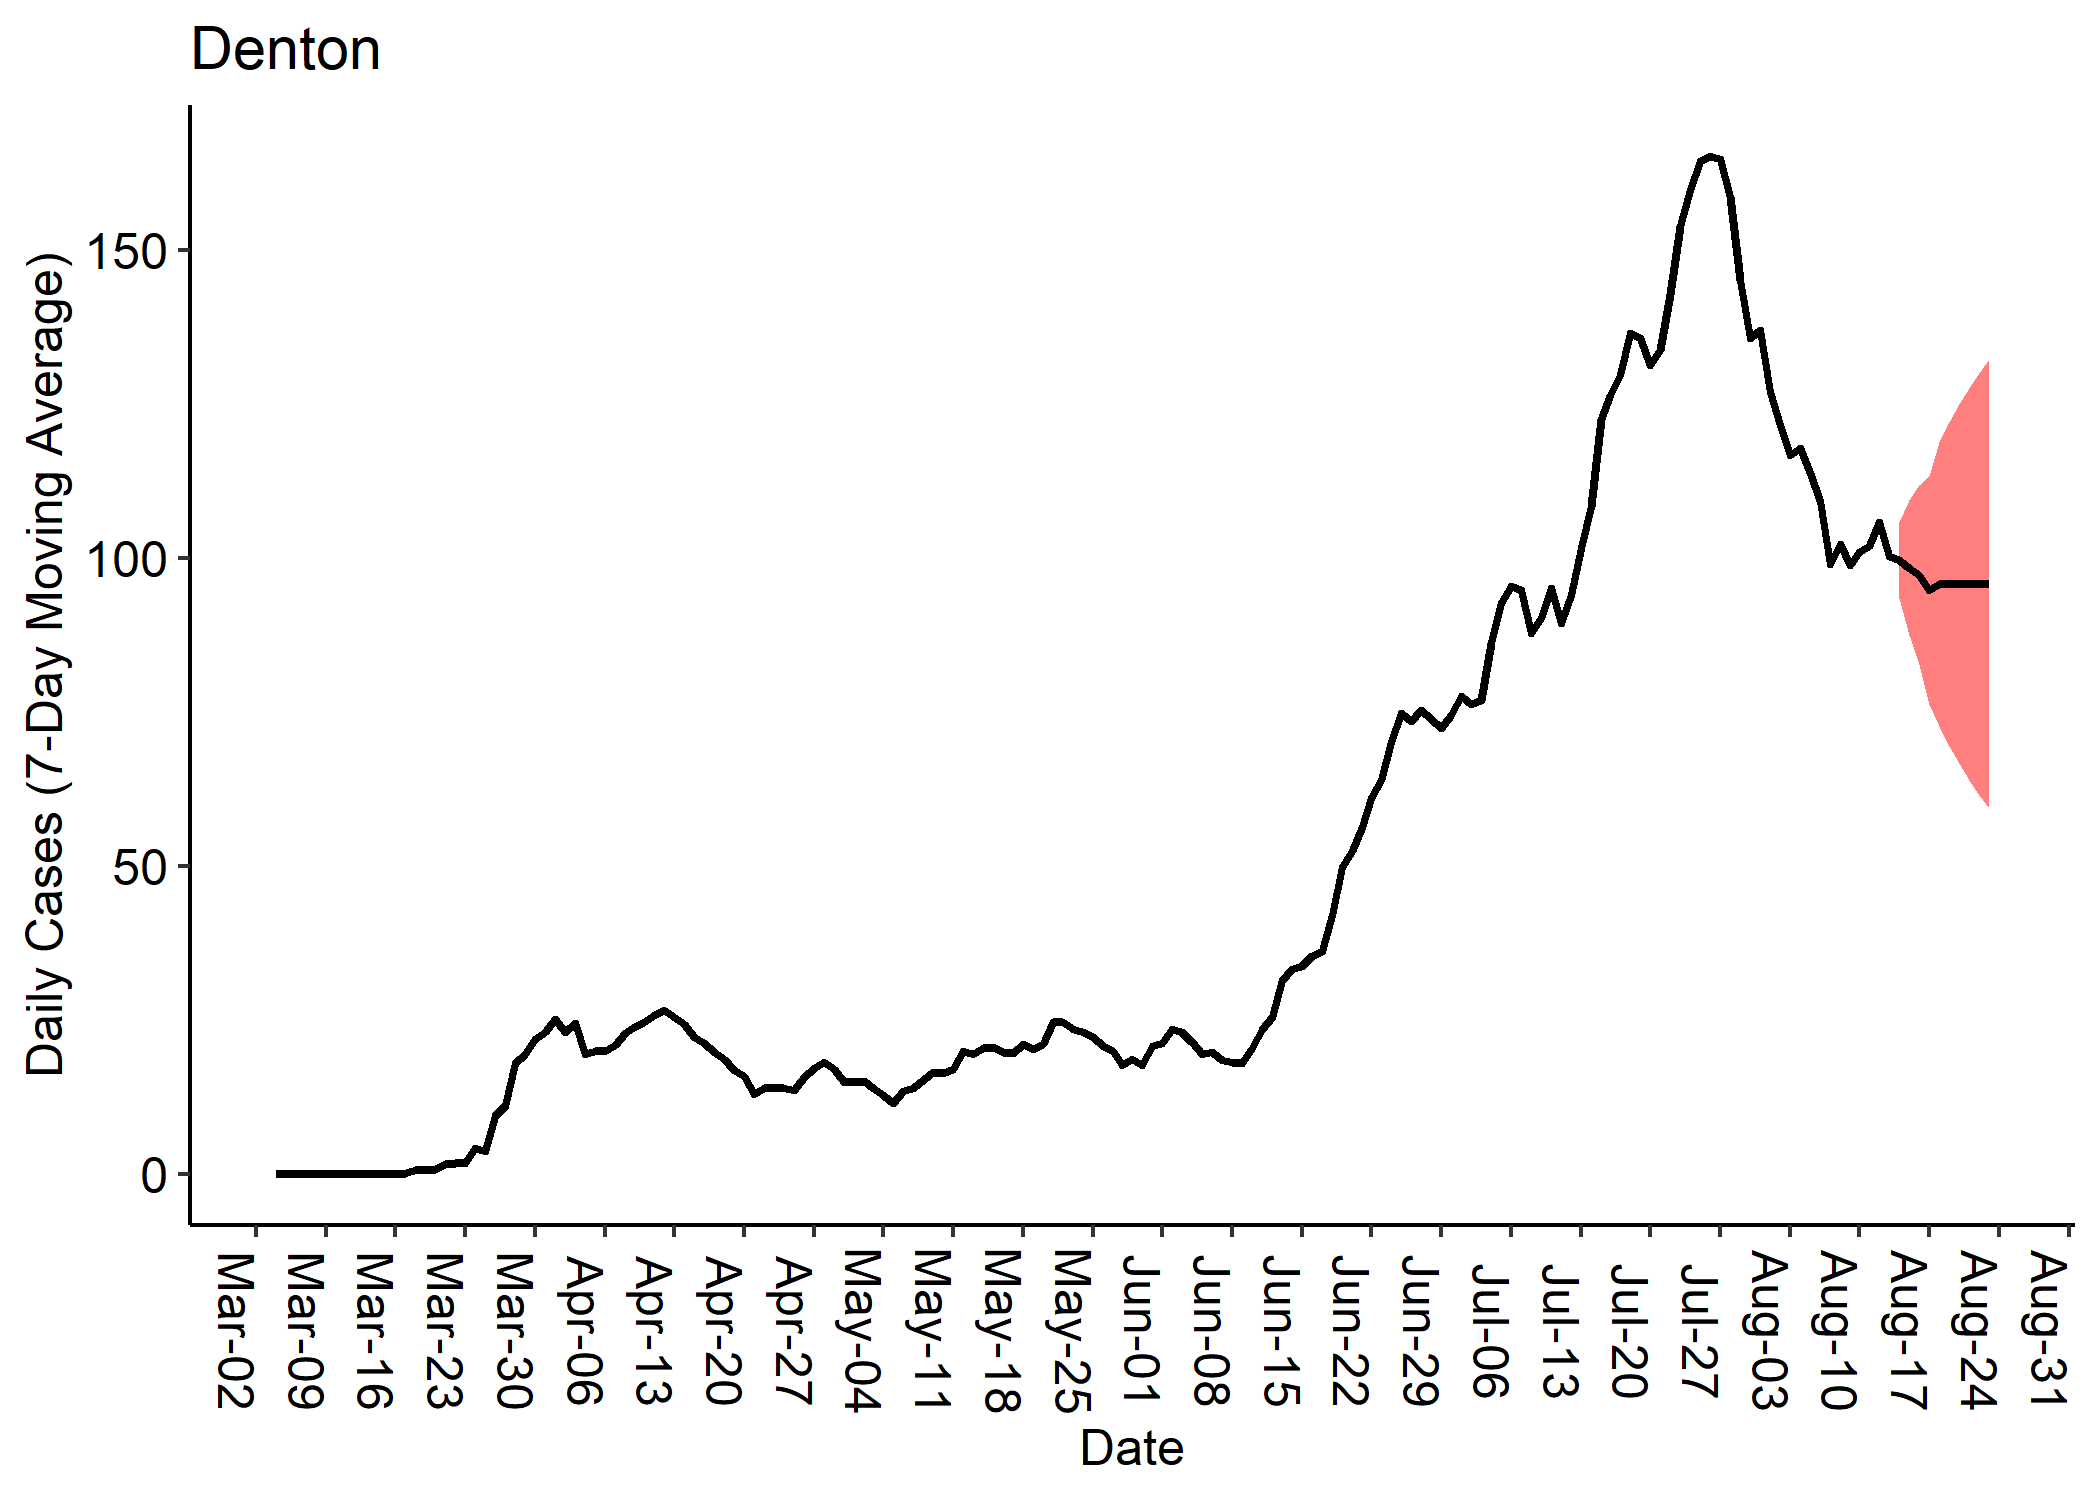 Denton
Daily Cases (7-Day Moving Average)
150
100
50
0
Mar-02
Mar-09
Mar-16
Mar-23
Mar-30
Apr-06
Apr-13
Apr-20
Apr-27
May-04
May-11
May-18
May-25
Jun-01
Jun-08
Jun-15
Jun-22
Jun-29
Jul-06
Jul-13
Jul-20
Jul-27
Aug-03
Aug-10
Aug-17
Aug-24
Aug-31
Date